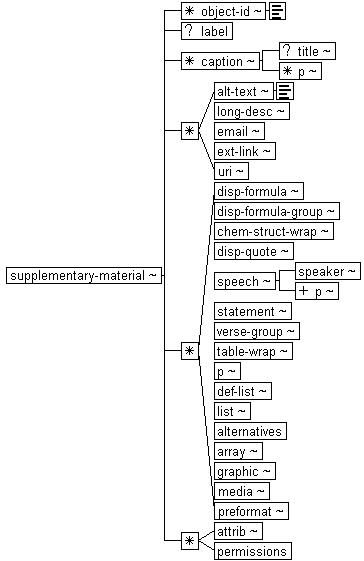 * object-id ~
? label
* caption ~
? title ~
* p ~
*
alt-text ~
long-desc ~
email ~
ext-link ~
uri ~
disp-formula ~
disp-formula-group ~
chem-struct-wrap ~
disp-quote ~
supplementary-material ~
speech ~
speaker ~
+ p ~
statement ~
verse-group ~
*
table-wrap ~
p ~
def-list ~
list ~
alternatives
array ~
graphic ~
media ~
preformat ~
*
attrib ~
permissions